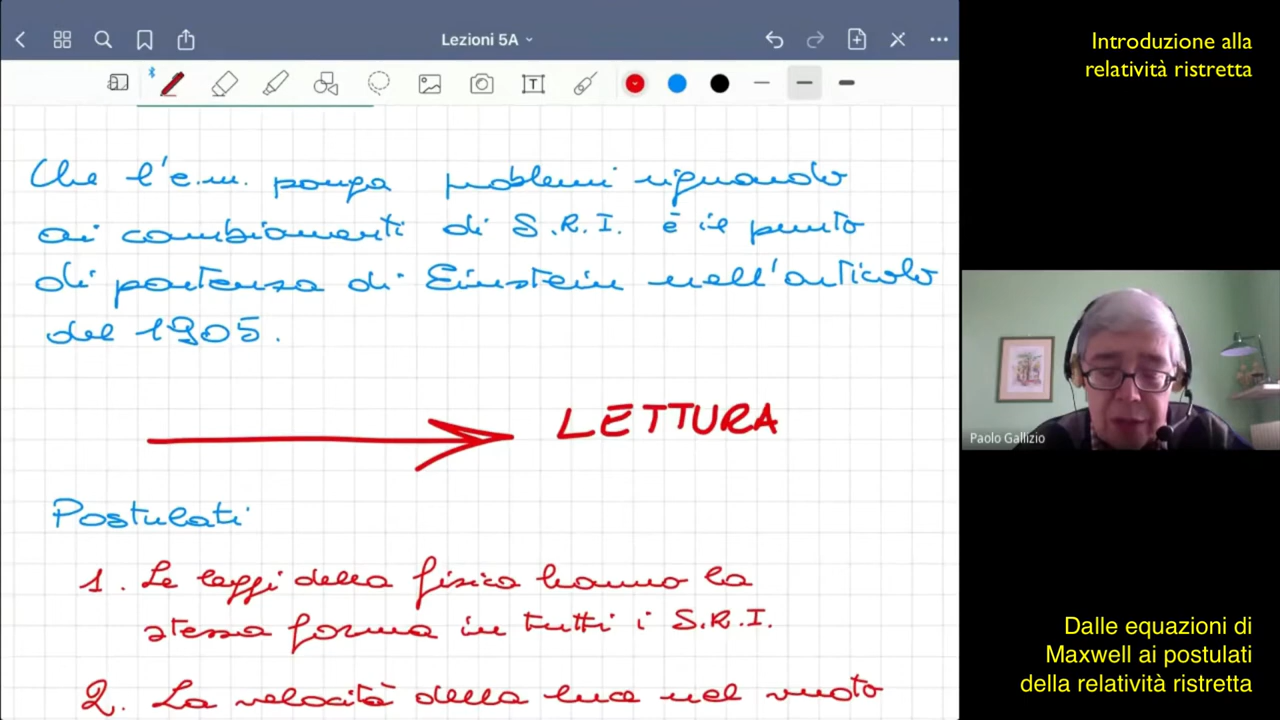 Lezioni 5A
Che l'e.m. ponga problemi riguardo
ai cambiamenti di S.R.I. è il punto
di partenza di Einstein nell'articolo
del 1905.
LETTURA
Postulati
1. Le leggi della fisica hanno la
stessa forma in tutti i S.R.I.
2. La velocità della luce nel vuoto
Introduzione alla
relatività ristretta
Paolo Gallizio
Dalle equazioni di
Maxwell ai postulati
della relatività ristretta